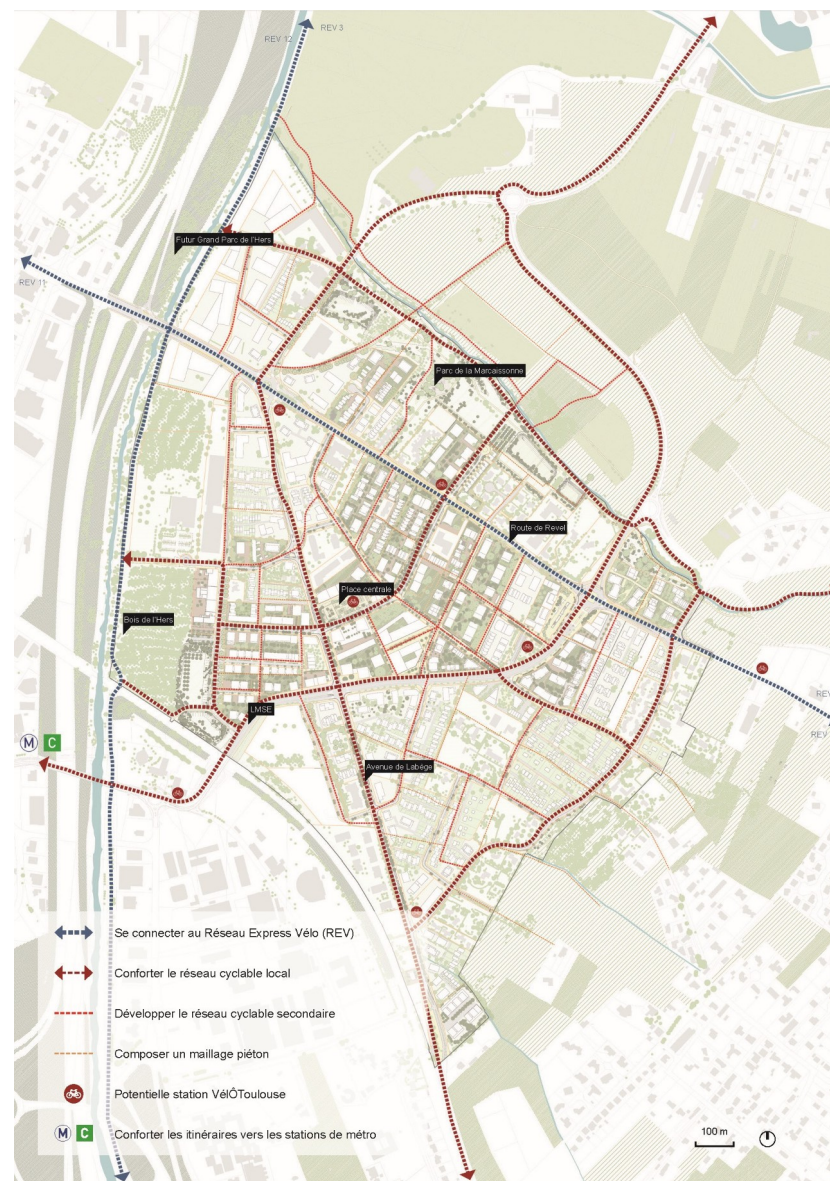 REV 3
REV 12
Futur Grand Parc de l'Hers
REV 11
Parc de la Marcaissonne
Route de Revel
Place centrale
Bois de l'Hers
REV
REV
LMSE
M C
Avenue de Labège
Se connecter au Réseau Express Vélo (REV)
Conforter le réseau cyclable local
Développer le réseau cyclable secondaire
Composer un maillage piéton
Potentielle station VélÔToulouse
M C Conforter les itinéraires vers les stations de métro
100 m